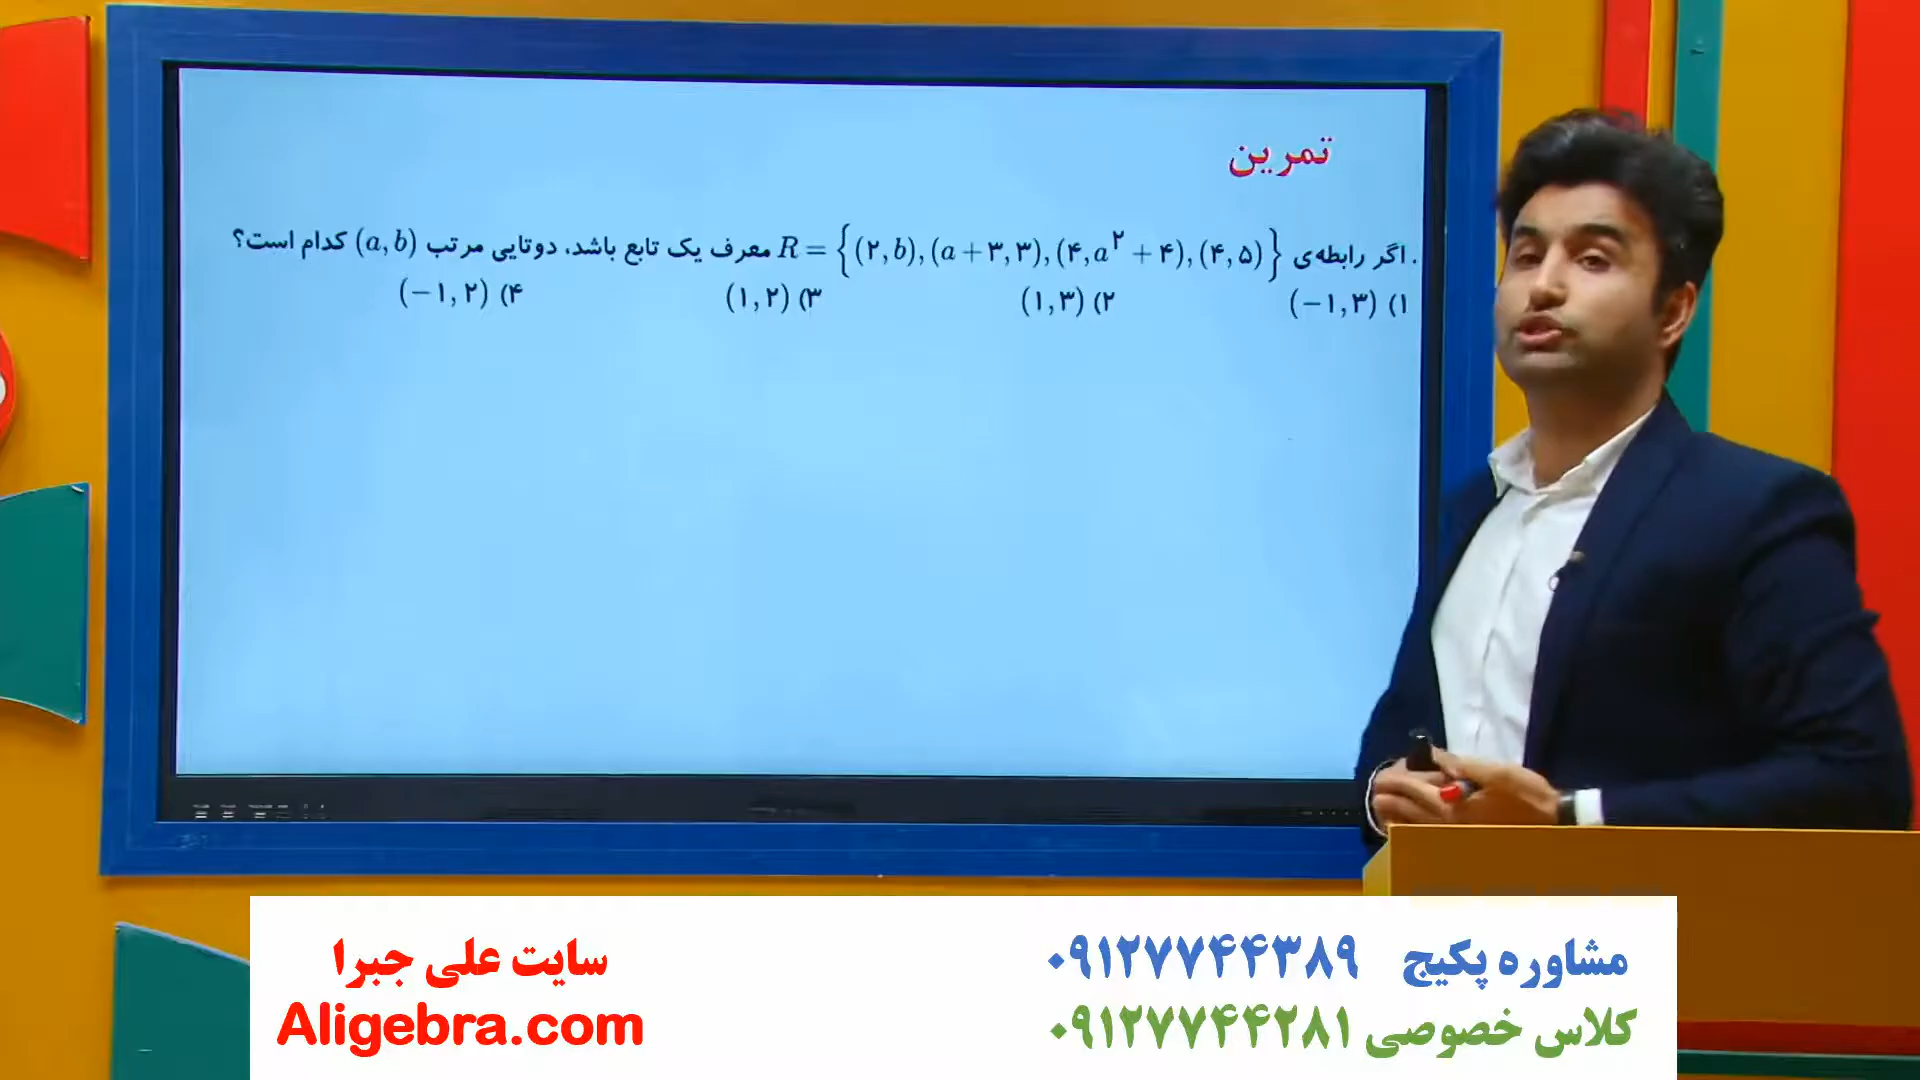 تمرین
. اگر رابطه‌ی R = {(۲, b), (a + ۳, ۳), (۴, a² + ۴), (۴, ۵)} معرف یک تابع باشد، دوتایی مرتب (a, b) کدام است؟
۱) (−۱, ۳) ۲) (۱, ۳) ۳) (۱, ۲) ۴) (−۱, ۲)
مشاوره پکیج ۰۹۱۲۷۷۴۴۳۸۹
کلاس خصوصی ۰۹۱۲۷۷۴۴۲۸۱
سایت علی جبرا
Aligebra.com